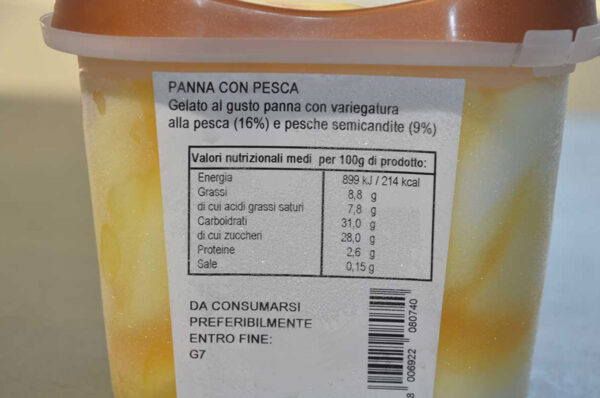 PANNA CON PESCA
Gelato al gusto panna con variegatura
alla pesca (16%) e pesche semicandite (9%)
Valori nutrizionali medi per 100g di prodotto:
Energia 899 kJ / 214 kcal
Grassi 8,8 g
di cui acidi grassi saturi 7,8 g
Carboidrati 31,0 g
di cui zuccheri 28,0 g
Proteine 2,6 g
Sale 0,15 g
DA CONSUMARSI
PREFERIBILMENTE
ENTRO FINE:
G7
8 006922 080740